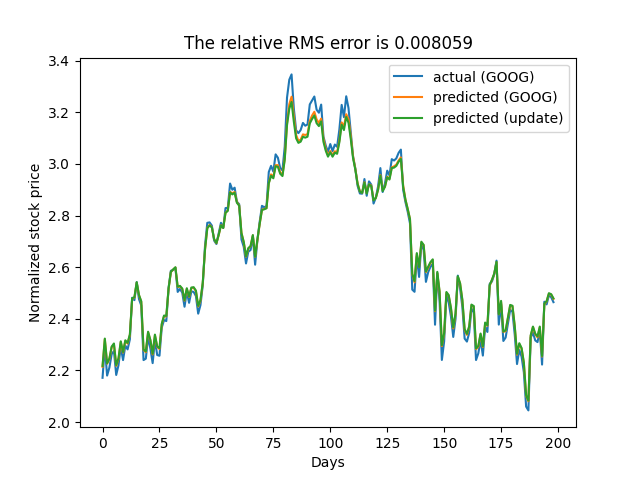 The relative RMS error is 0.008059
actual (GOOG)
predicted (GOOG)
predicted (update)
Normalized stock price
3.4
3.2
3.0
2.8
2.6
2.4
2.2
2.0
0 25 50 75 100 125 150 175 200
Days